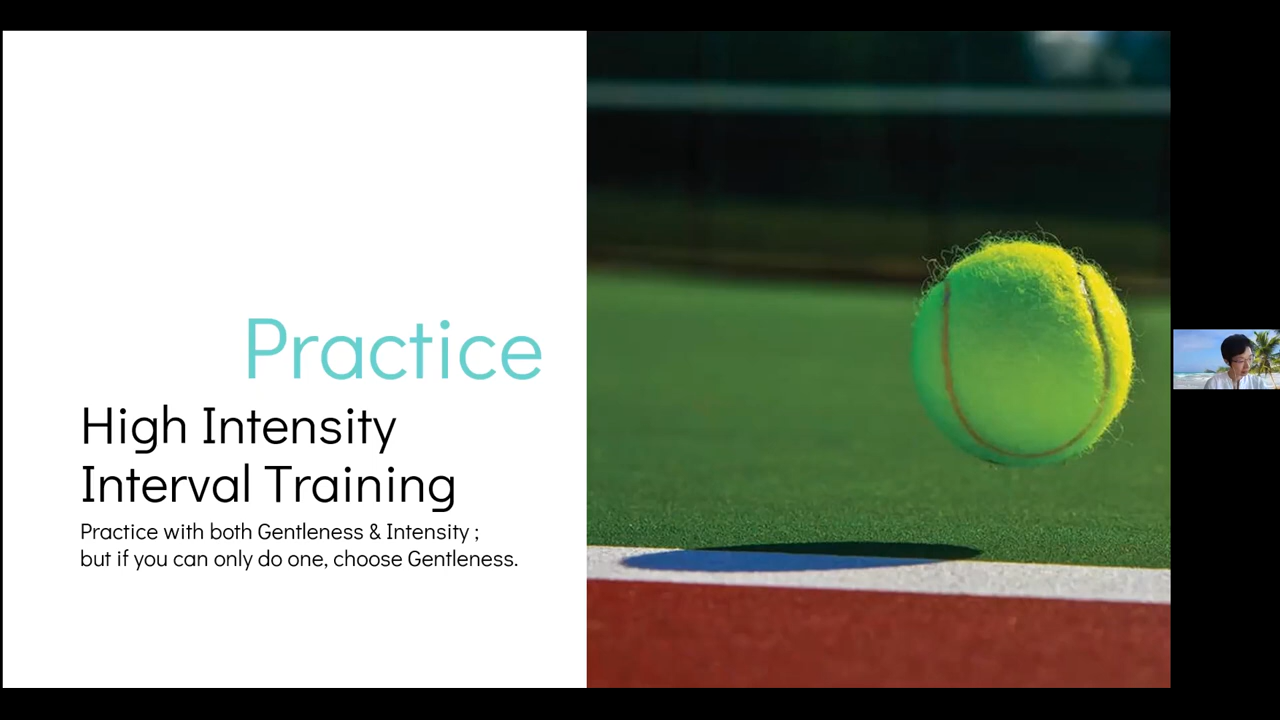 Practice
High Intensity
Interval Training
Practice with both Gentleness & Intensity ;
but if you can only do one, choose Gentleness.